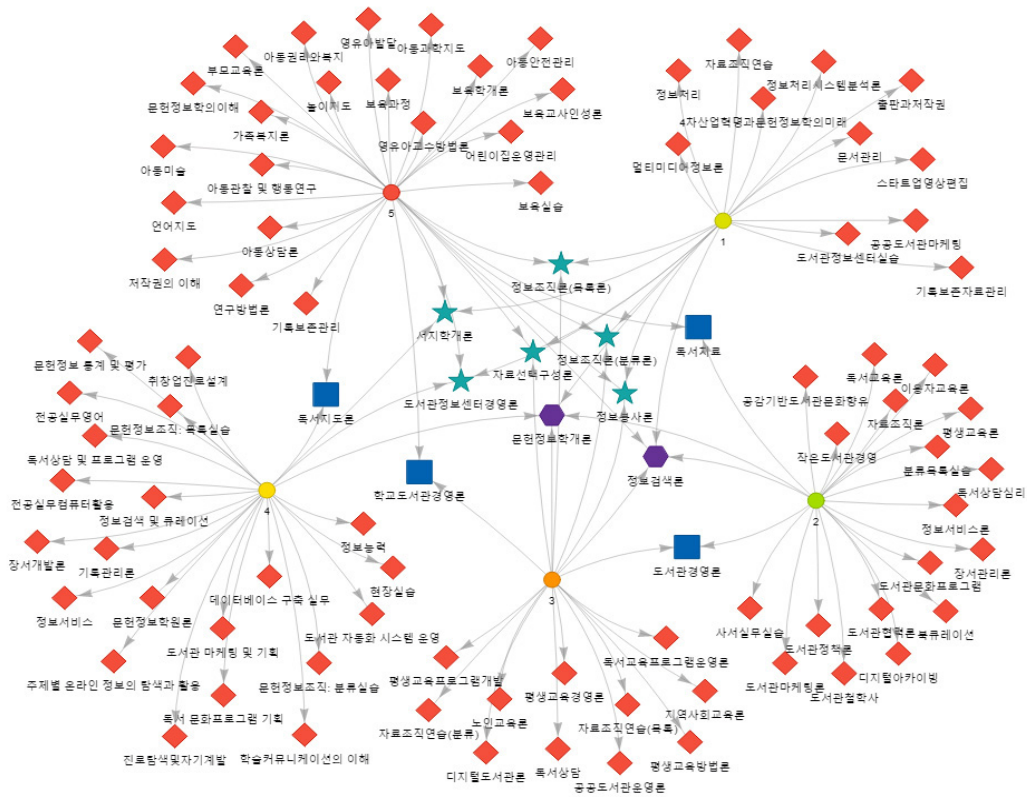 영유아발달
아동권리와복지
아동과학지도
부모교육론
아동안전관리
보육학개론
문헌정보학의이해
놀이지도
보육과정
보육교사인성론
가족복지론
영유아교수방법론
어린이집운영관리
아동미술
아동관찰 및 행동연구
5
보육실습
언어지도
아동상담론
저작권의 이해
연구방법론
기록보존관리
자료조직연습
정보처리
정보처리시스템분석론
출판과저작권
4차산업혁명과문헌정보학의미래
멀티미디어정보론
문서관리
스타트업영상편집
1
공공도서관마케팅
도서관정보센터실습
기록보존자료관리
정보조직론(목록론)
서지학개론
독서치료
정보조직론(분류론)
자료선택구성론
도서관정보센터경영론
독서지도론
정보봉사론
문헌정보학개론
정보검색론
학교도서관경영론
도서관경영론
문헌정보 통계 및 평가
취창업진로설계
전공실무영어
문헌정보조직: 목록실습
독서상담 및 프로그램 운영
전공실무컴퓨터활용
정보검색 및 큐레이션
4
정보능력
장서개발론
기록관리론
현장실습
데이터베이스 구축 실무
정보서비스
문헌정보학원론
도서관 자동화 시스템 운영
도서관 마케팅 및 기획
주제별 온라인 정보의 탐색과 활용
문헌정보조직: 분류실습
독서 문화프로그램 기획
진로탐색및자기계발
학술커뮤니케이션의 이해
독서교육론
이용자교육론
공감기반도서관문화향유
자료조직론
평생교육론
작은도서관경영
분류목록실습
독서상담심리
정보서비스론
2
장서관리론
도서관문화프로그램
사서실무실습
도서관협력론
북큐레이션
도서관정책론
디지털아카이빙
도서관마케팅론
도서관철학사
3
독서교육프로그램운영론
평생교육프로그램개발
평생교육경영론
노인교육론
지역사회교육론
자료조직연습(분류)
자료조직연습(목록)
디지털도서관론
독서상담
평생교육방법론
공공도서관운영론